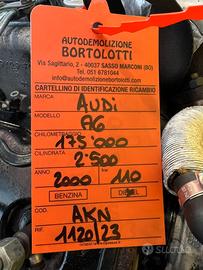 AUTODEMOLIZIONE
BORTOLOTTI
Via Sagittario, 2 - 40037 SASSO MARCONI (BO)
Tel. 051 6781044
info@autodemolizionebortolotti.com
CARTELLINO DI IDENTIFICAZIONE RICAMBIO
MARCA
AUDI
MODELLO
A6
CHILOMETRAGGIO
175'000
CILINDRATA
2-500
ANNO
2000 kw 110
BENZINA DIESEL
COD.
AKN
RIF.
1120/23
Subito